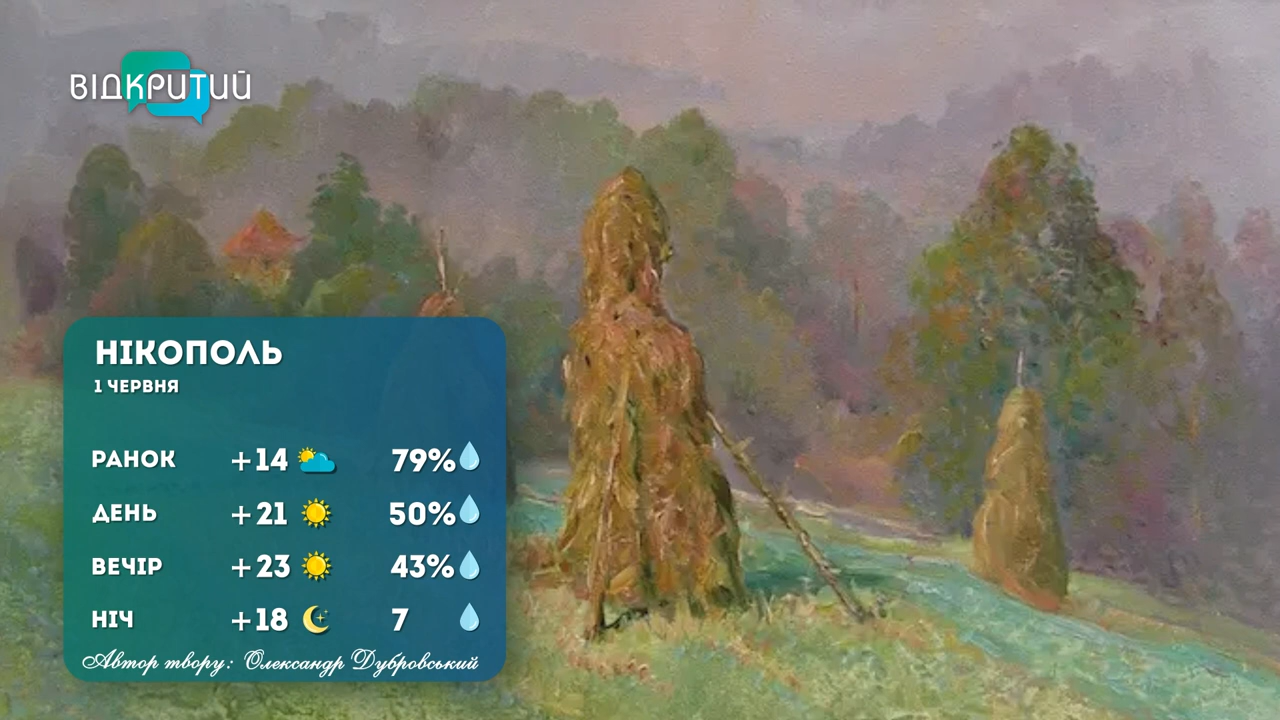 ВІДКРИТИЙ
НІКОПОЛЬ
1 ЧЕРВНЯ
РАНОК +14 79%
ДЕНЬ +21 50%
ВЕЧІР +23 43%
НІЧ +18 7
Автор твору: Олександр Дубровський